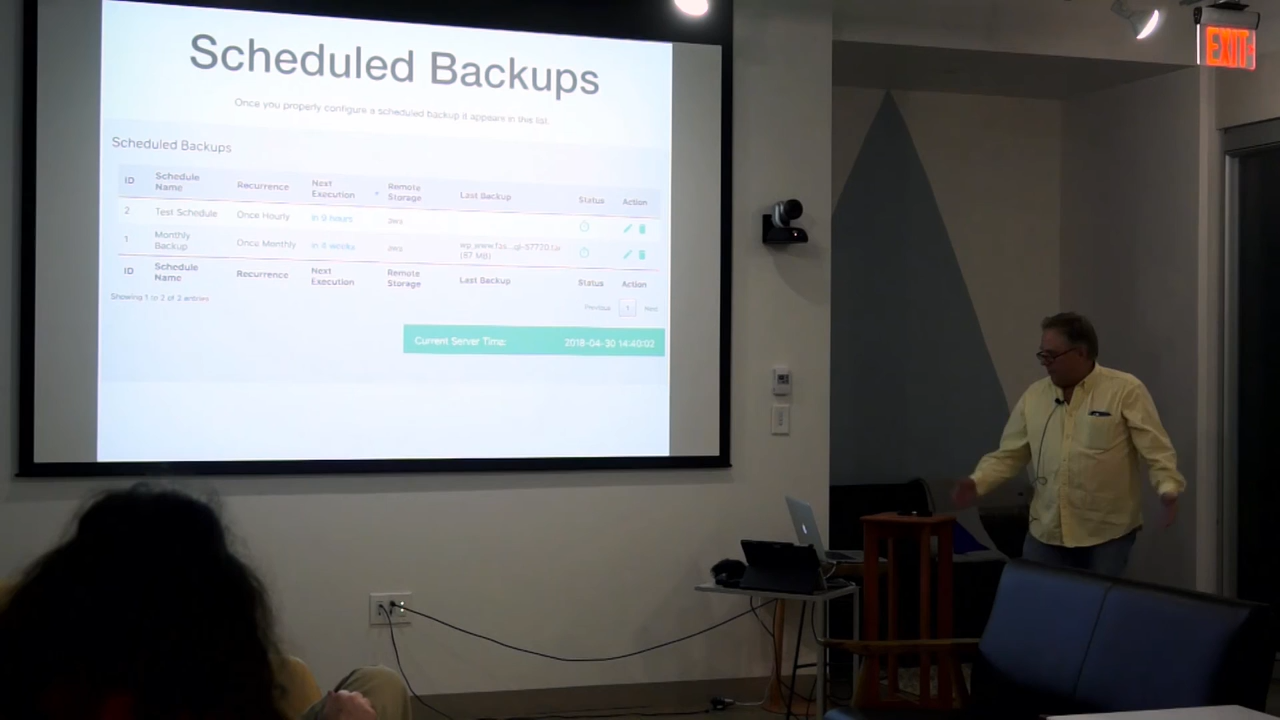 Scheduled Backups
Once you properly configure a scheduled backup it appears in this list.
Scheduled Backups
ID Schedule Name Recurrence Next Execution Remote Storage Last Backup Status Action
2 Test Schedule Once Hourly in 9 hours aws
1 Monthly Backup Once Monthly in 8 weeks aws (57 MB)
ID Schedule Name Recurrence Next Execution Remote Storage Last Backup Status Action
Showing 1 to 2 of 2 entries
Previous 1 Next
Current Server Time: 2018-04-30 14:40:02
EXIT